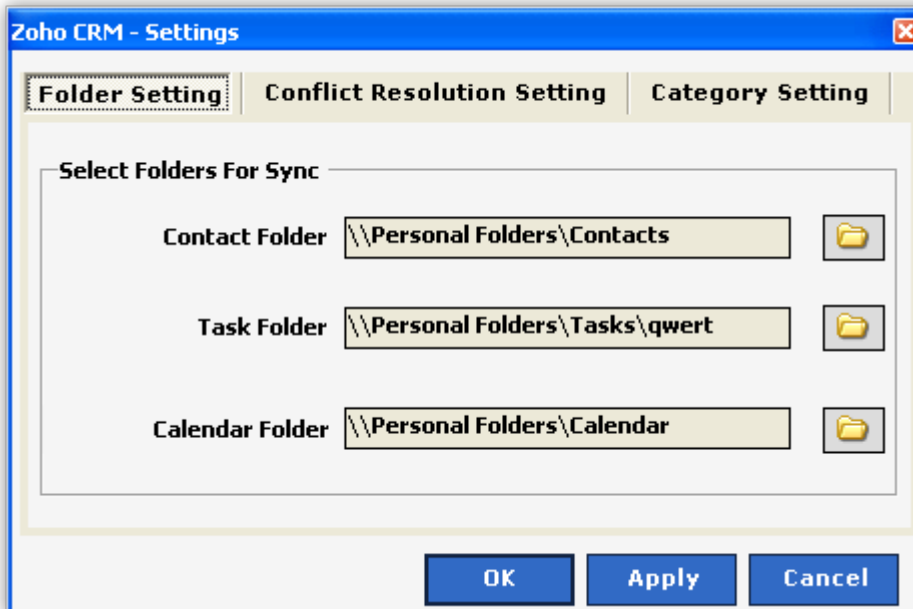 Zoho CRM - Settings
Folder Setting Conflict Resolution Setting Category Setting
Select Folders For Sync
Contact Folder \\Personal Folders\Contacts
Task Folder \\Personal Folders\Tasks\qwert
Calendar Folder \\Personal Folders\Calendar
OK Apply Cancel